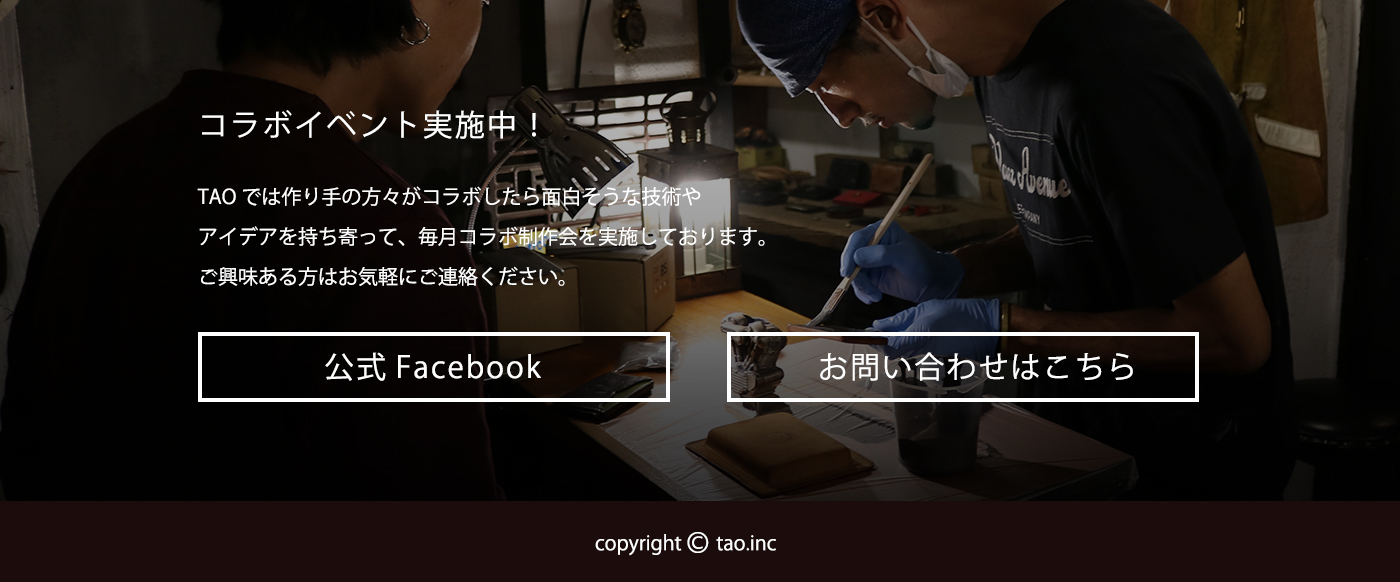 コラボイベント実施中！
TAO では作り手の方々がコラボしたら面白そうな技術や
アイデアを持ち寄って、毎月コラボ制作会を実施しております。
ご興味ある方はお気軽にご連絡ください。
公式 Facebook
お問い合わせはこちら
copyright © tao.inc